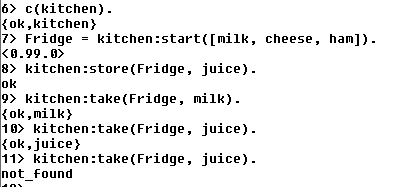 6> c(kitchen).
{ok,kitchen}
7> Fridge = kitchen:start([milk, cheese, ham]).
<0.99.0>
8> kitchen:store(Fridge, juice).
ok
9> kitchen:take(Fridge, milk).
{ok,milk}
10> kitchen:take(Fridge, juice).
{ok,juice}
11> kitchen:take(Fridge, juice).
not_found